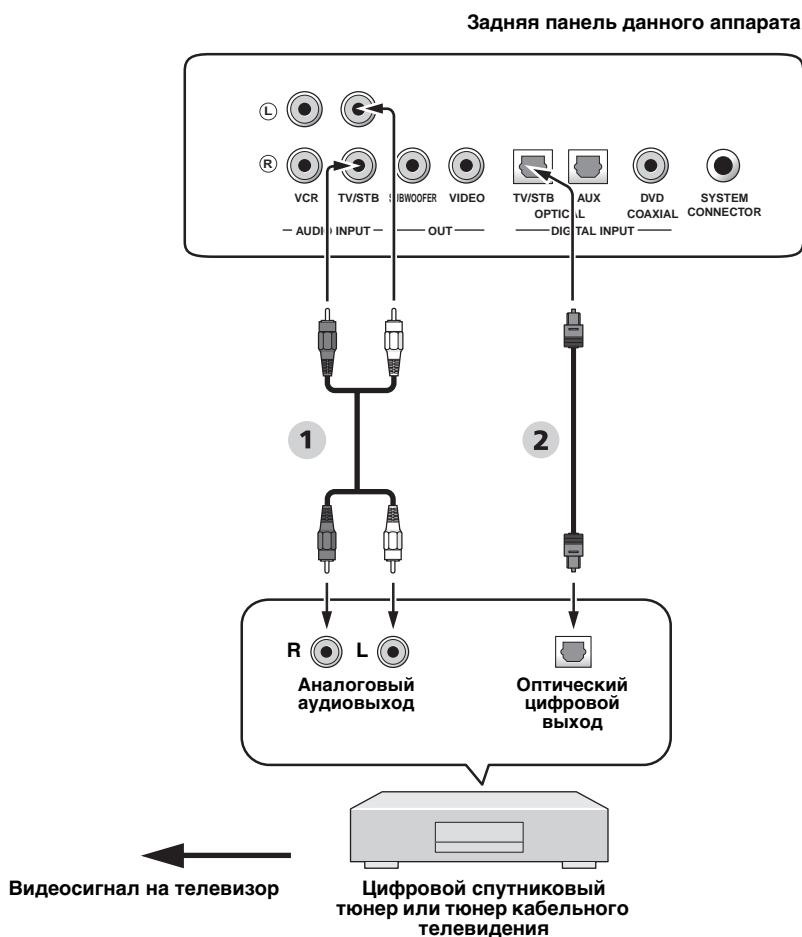 Задняя панель данного аппарата
L
R
VCR TV/STB SUBWOOFER VIDEO TV/STB AUX DVD SYSTEM
OPTICAL COAXIAL CONNECTOR
AUDIO INPUT OUT DIGITAL INPUT
1 2
R L
Аналоговый Оптический
аудиовыход цифровой
выход
Видеосигнал на телевизор Цифровой спутниковый
тюнер или тюнер кабельного
телевидения